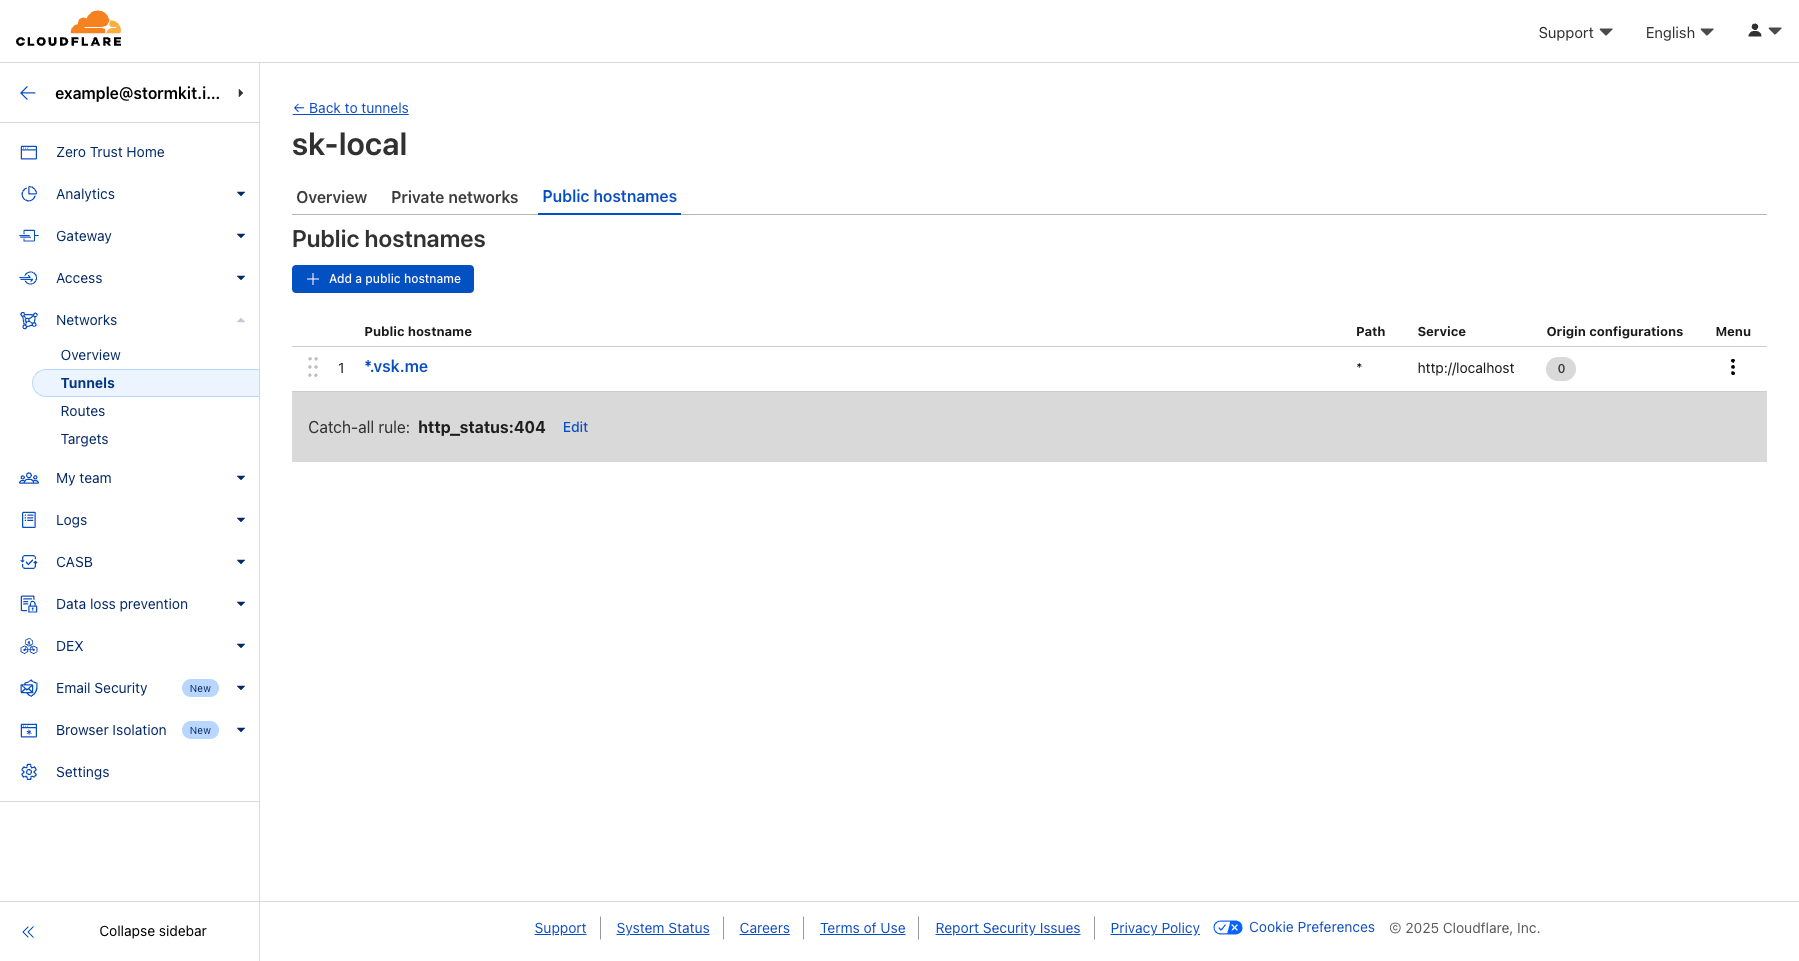 CLOUDFLARE
Support
English
example@stormkit.i...
Zero Trust Home
Analytics
Gateway
Access
Networks
Overview
Tunnels
Routes
Targets
My team
Logs
CASB
Data loss prevention
DEX
Email Security New
Browser Isolation New
Settings
Collapse sidebar
← Back to tunnels
sk-local
Overview Private networks Public hostnames
Public hostnames
+ Add a public hostname
Public hostname Path Service Origin configurations Menu
1 *.vsk.me * http://localhost 0
Catch-all rule: http_status:404 Edit
Support System Status Careers Terms of Use Report Security Issues Privacy Policy Cookie Preferences © 2025 Cloudflare, Inc.